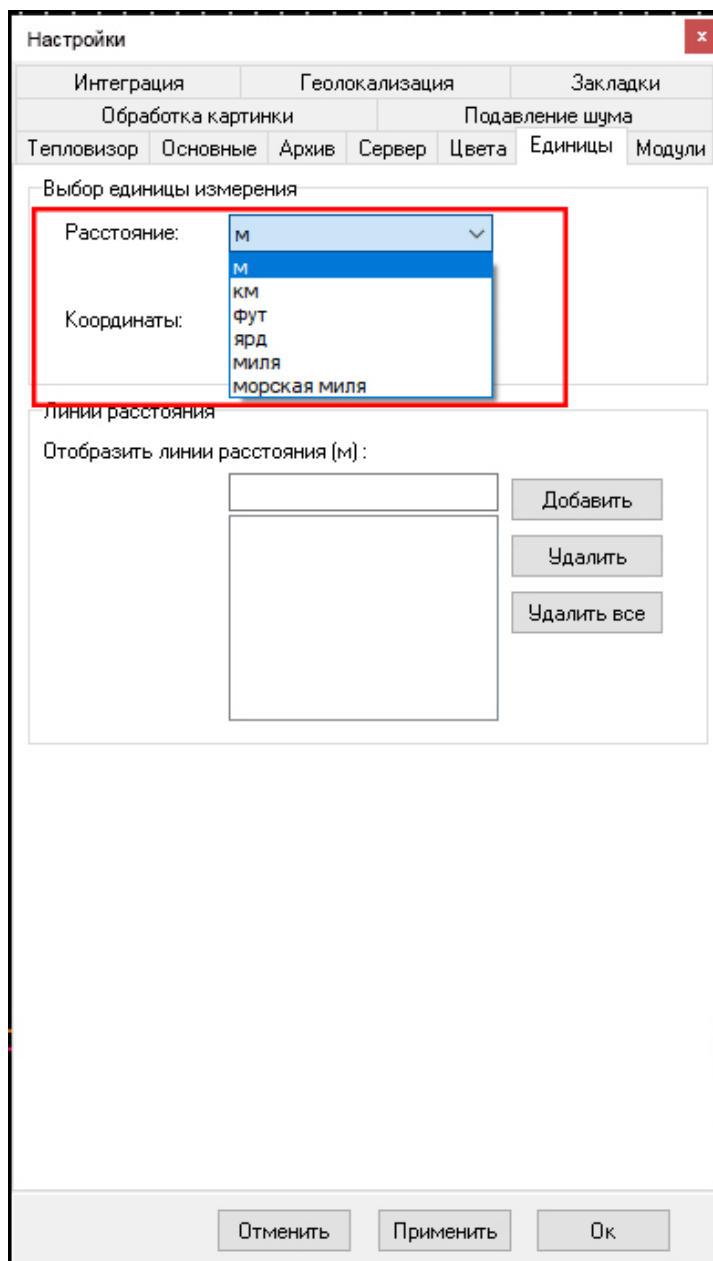 Настройки
x
Интеграция Геолокализация Закладки
Обработка картинки Подавление шума
Тепловизор Основные Архив Сервер Цвета Единицы Модули
Выбор единицы измерения
Расстояние: м
м
км
Координаты: фут
ярд
миля
морская миля
Линии расстояния
Отобразить линии расстояния (м) :
Добавить
Удалить
Удалить все
Отменить Применить Ок